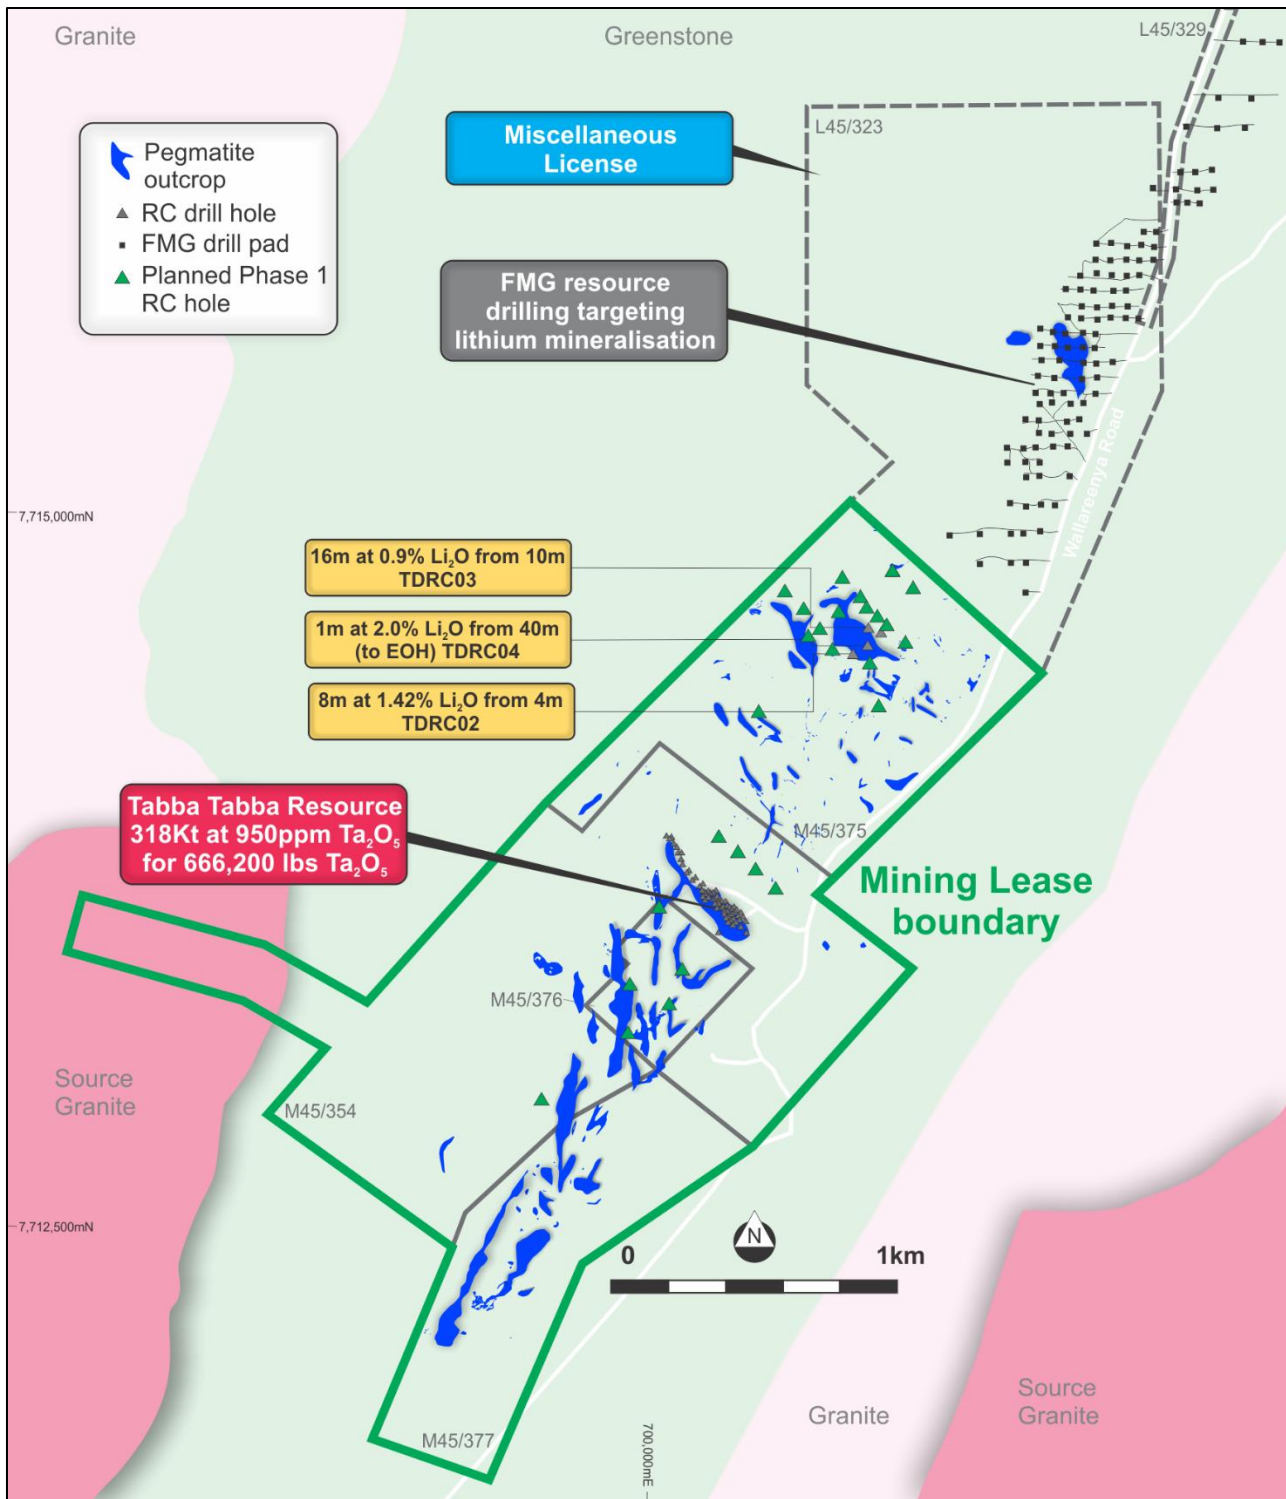 Granite
Greenstone
L45/329
Pegmatite
outcrop
RC drill hole
FMG drill pad
Planned Phase 1
RC hole
Miscellaneous
License
L45/323
FMG resource
drilling targeting
lithium mineralisation
Wallareenya Road
7,715,000mN
16m at 0.9% Li₂O from 10m
TDRC03
1m at 2.0% Li₂O from 40m
(to EOH) TDRC04
8m at 1.42% Li₂O from 4m
TDRC02
Tabba Tabba Resource
318Kt at 950ppm Ta₂O₅
for 666,200 lbs Ta₂O₅
M45/375
Mining Lease
boundary
M45/376
Source
Granite
M45/354
7,712,500mN
N
0
1km
Source
Granite
Granite
M45/377
700,000mE